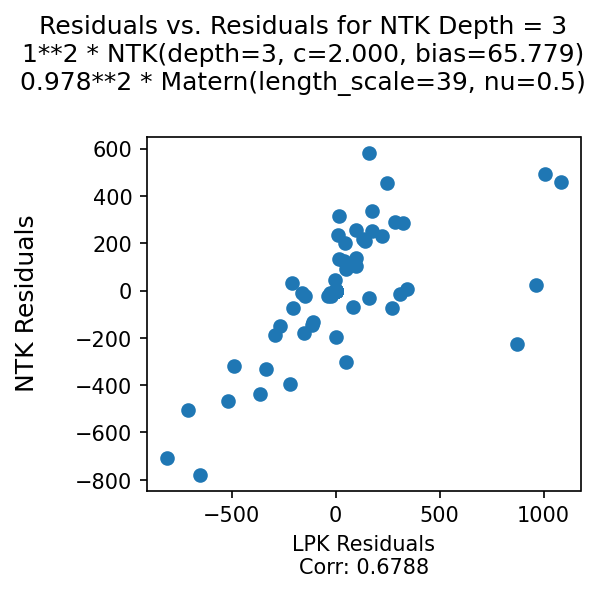 Residuals vs. Residuals for NTK Depth = 3
1**2 * NTK(depth=3, c=2.000, bias=65.779)
0.978**2 * Matern(length_scale=39, nu=0.5)
600
400
200
0
−200
−400
−600
−800
NTK Residuals
−500
0
500
1000
LPK Residuals
Corr: 0.6788